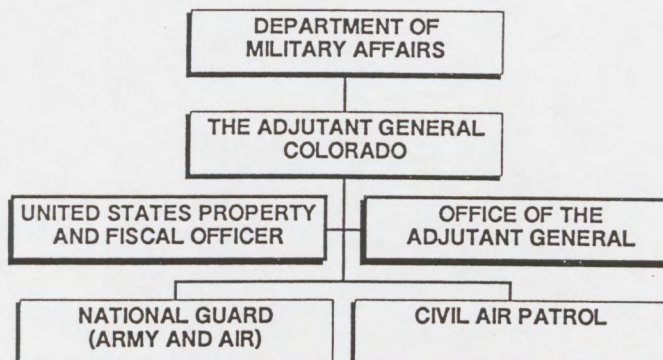 DEPARTMENT OF
MILITARY AFFAIRS
THE ADJUTANT GENERAL
COLORADO
UNITED STATES PROPERTY
AND FISCAL OFFICER
OFFICE OF THE
ADJUTANT GENERAL
NATIONAL GUARD
(ARMY AND AIR)
CIVIL AIR PATROL